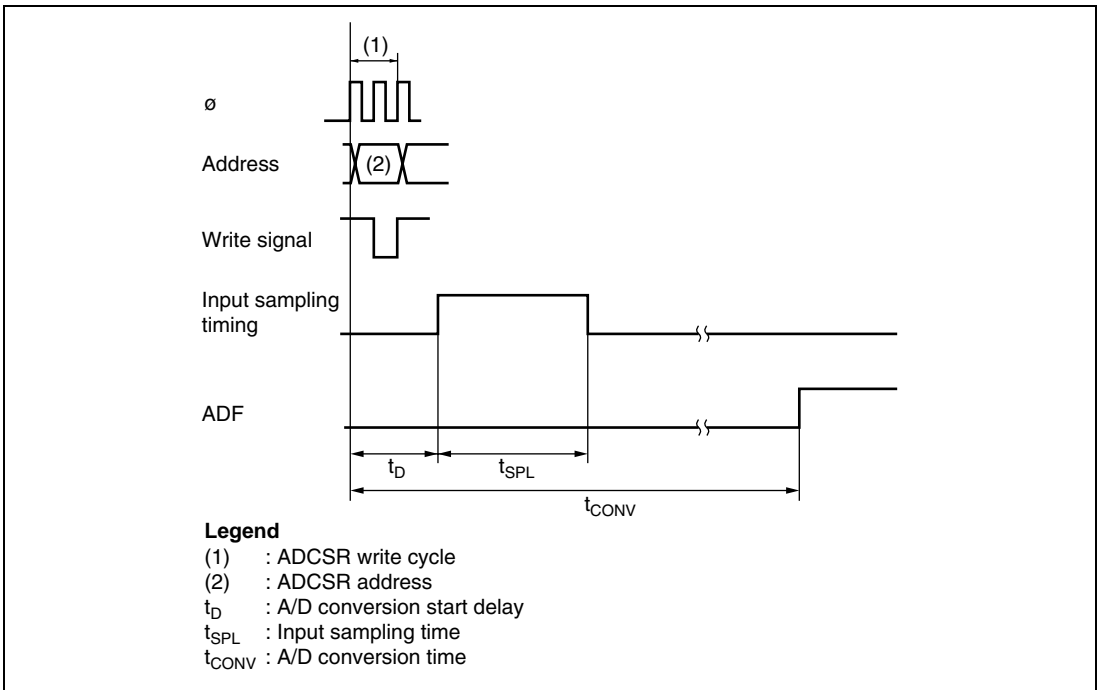 (1)
ø
Address
(2)
Write signal
Input sampling
timing
ADF
tD
tSPL
tCONV
Legend
(1) : ADCSR write cycle
(2) : ADCSR address
tD : A/D conversion start delay
tSPL : Input sampling time
tCONV : A/D conversion time